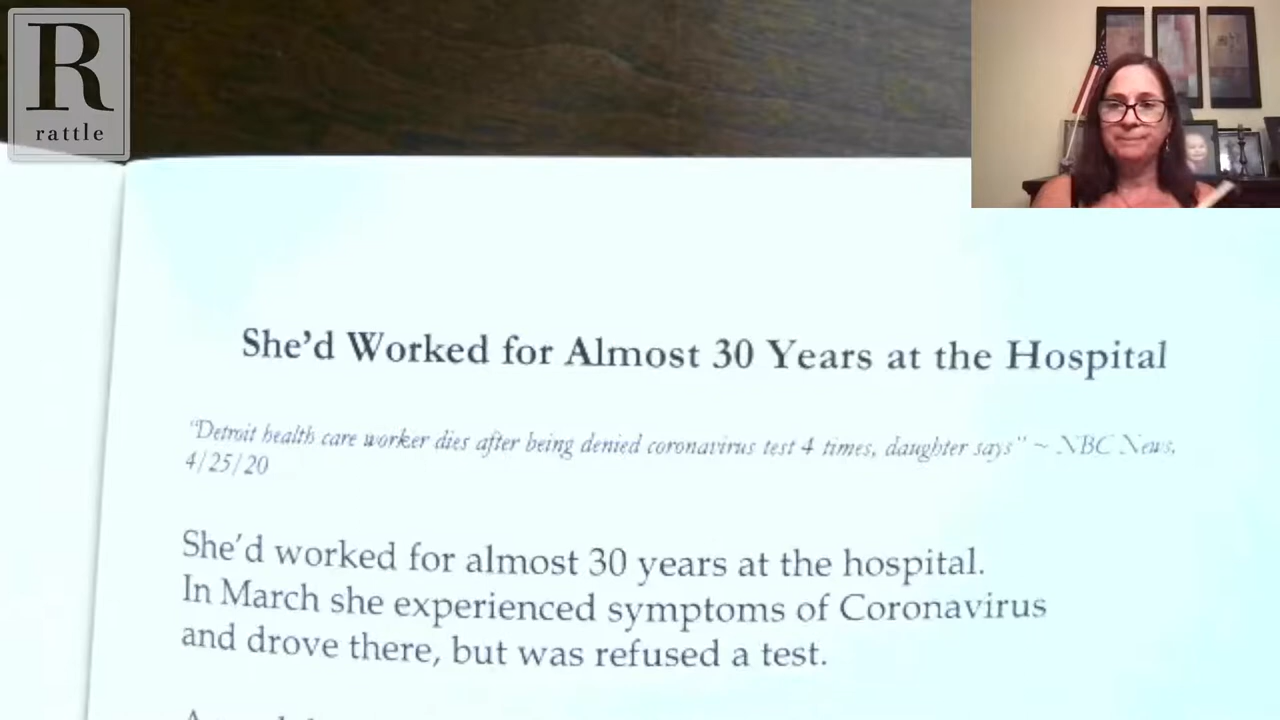 R
rattle
She'd Worked for Almost 30 Years at the Hospital
"Detroit health care worker dies after being denied coronavirus test 4 times, daughter says" ~ NBC News,
4/25/20
She'd worked for almost 30 years at the hospital.
In March she experienced symptoms of Coronavirus
and drove there, but was refused a test.